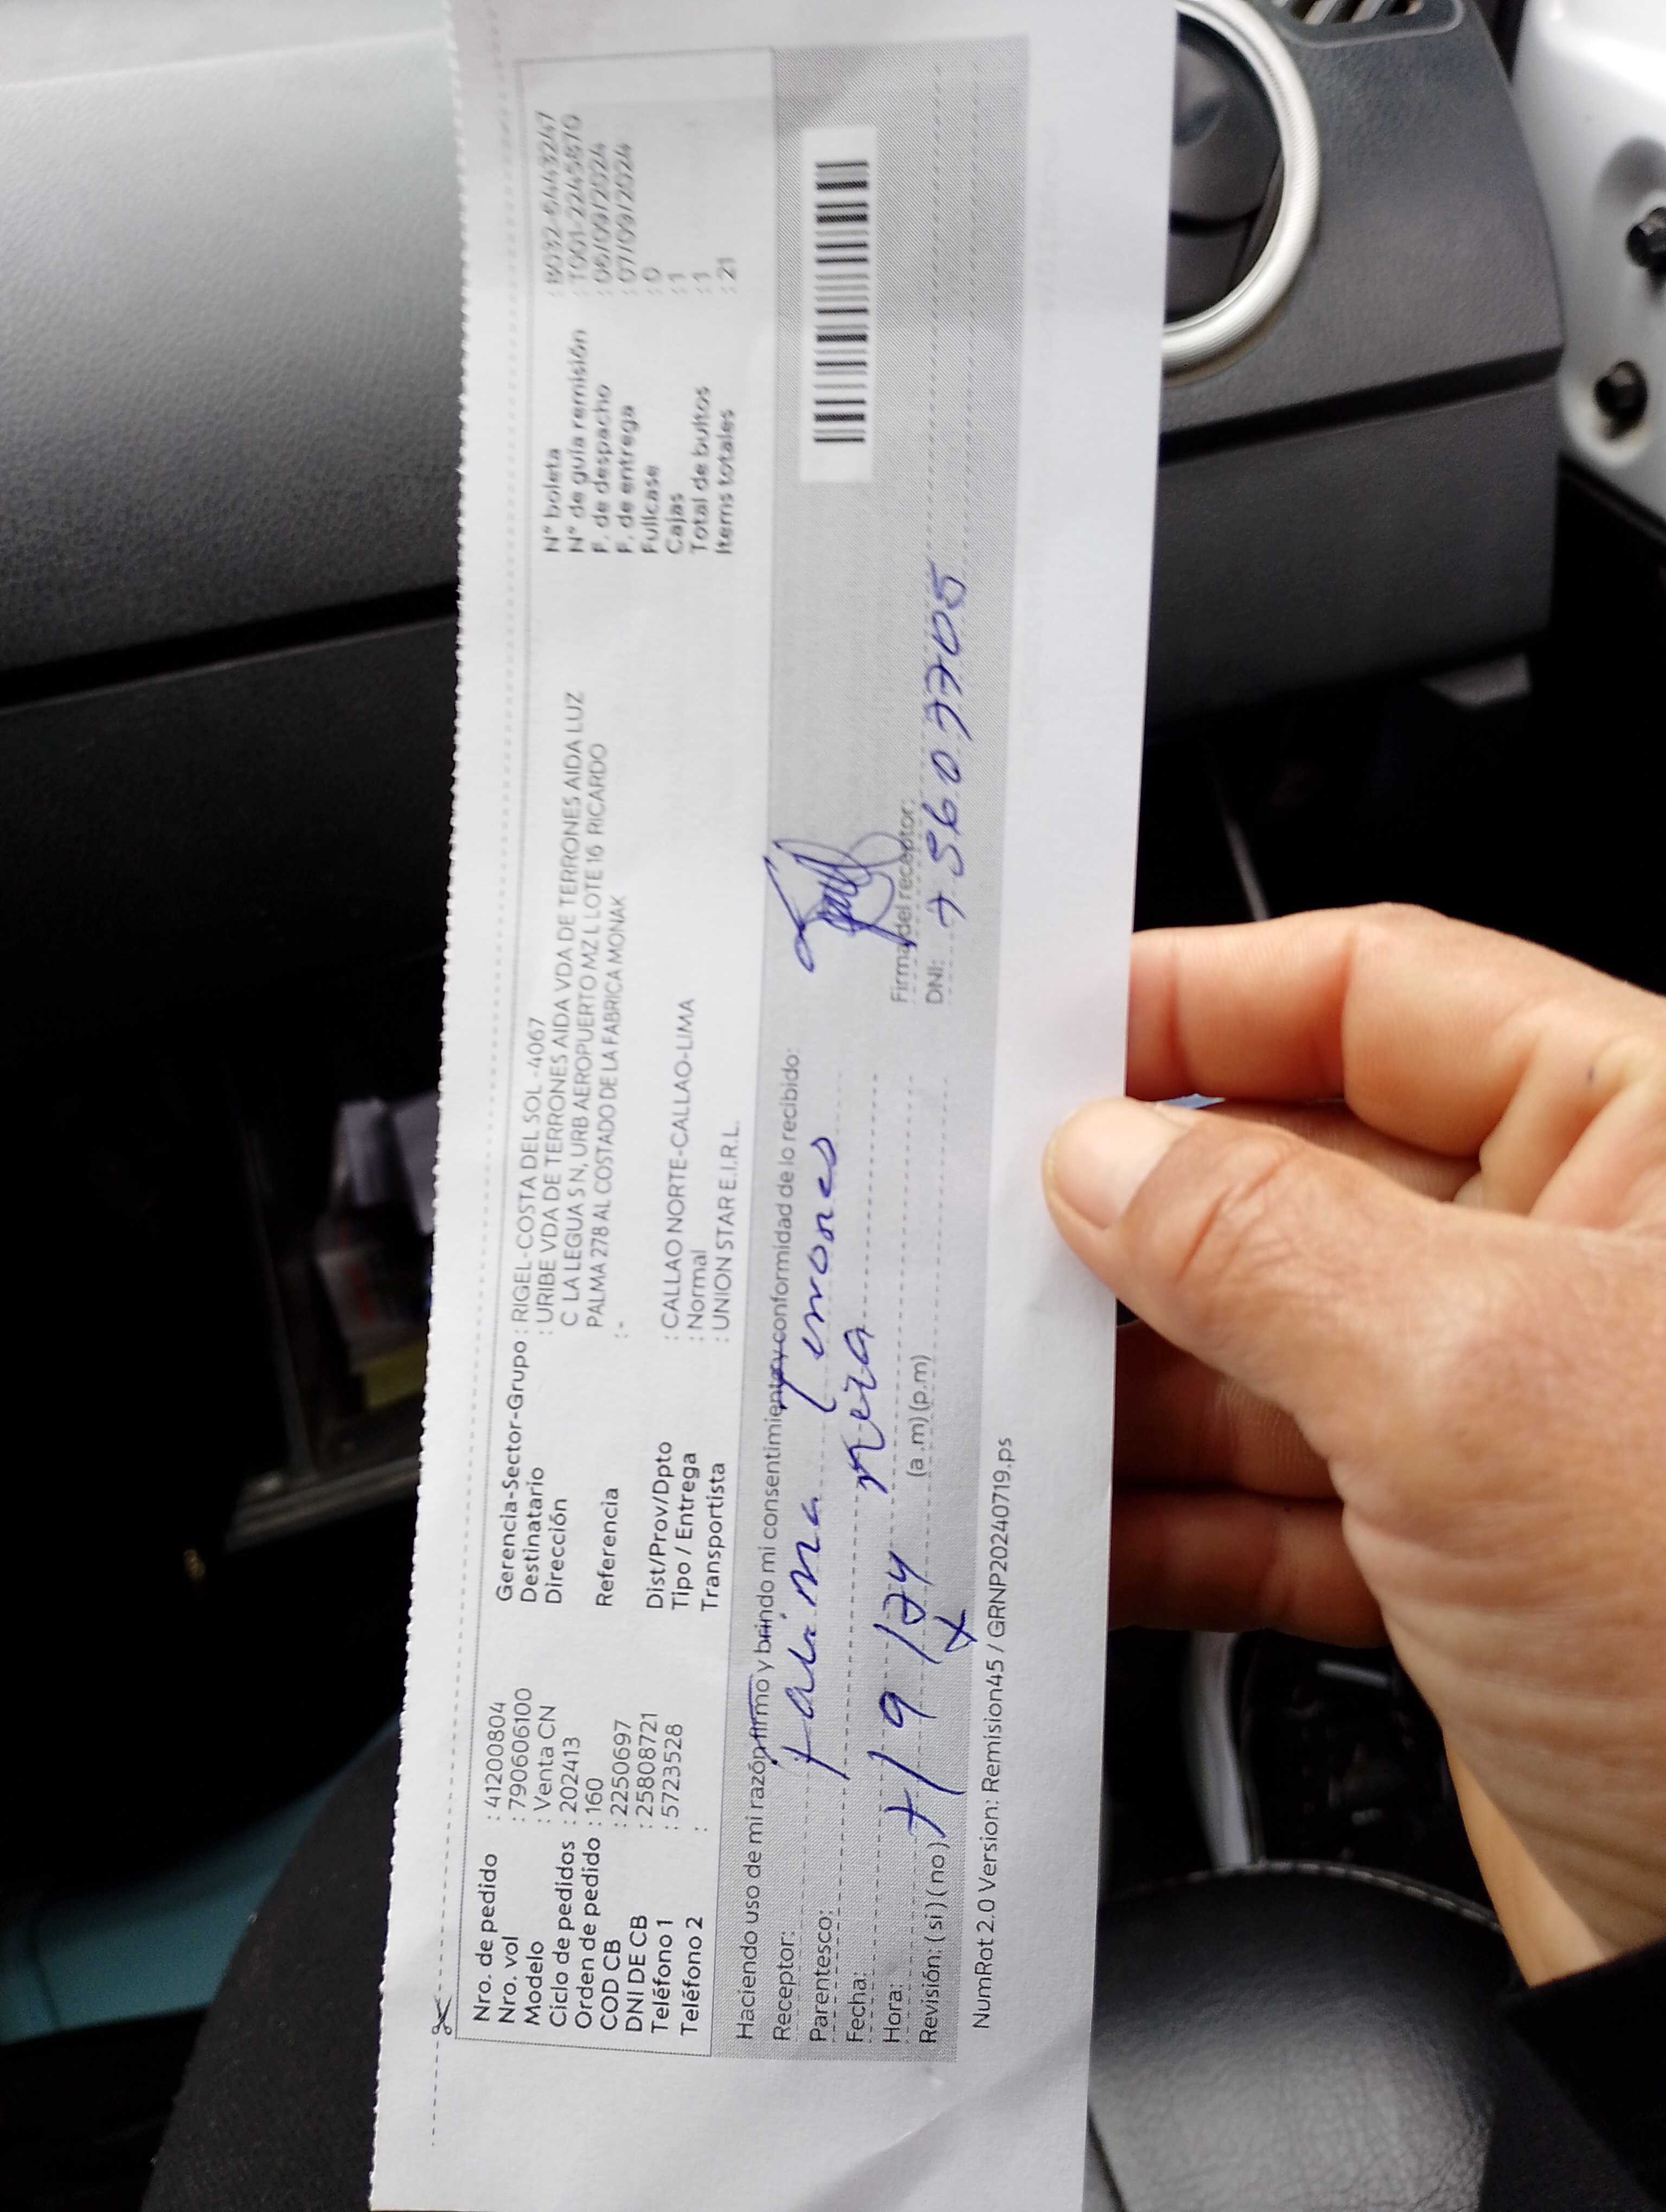 Nro. de pedido : 41200804
Nro. vol : 790606100
Modelo : Venta CN
Ciclo de pedidos : 202413
Orden de pedido : 160
COD CB : 2250697
DNI DE CB : 25808721
Teléfono 1 : 5723528
Teléfono 2 :
Gerencia-Sector-Grupo : RIGEL-COSTA DEL SOL -4067
Destinatario : URIBE VDA DE TERRONES AIDA VDA DE TERRONES AIDA LUZ
Dirección C LA LEGUA S N, URB AEROPUERTO MZ L LOTE 16 RICARDO
PALMA 278 AL COSTADO DE LA FABRICA MONAK
Referencia : -
Dist/Prov/Dpto : CALLAO NORTE-CALLAO-LIMA
Tipo / Entrega : Normal
Transportista : UNION STAR E.I.R.L.
N° boleta
N° de guía remisión
F. de despacho : 06/09/2024
F. de entrega : 07/09/2024
Fullcase : 0
Cajas : 1
Total de bultos : 1
Items totales : 21
Haciendo uso de mi razón firmo y brindo mi consentimiento y conformidad de lo recibido:
Receptor:
Parentesco:
Fecha: 7/9/24
Hora: (a.m) (p.m)
Revisión: (si) (no)
Firma del receptor:
DNI:
NumRot 2.0 Version: Remision45 / GRNP20240719.ps